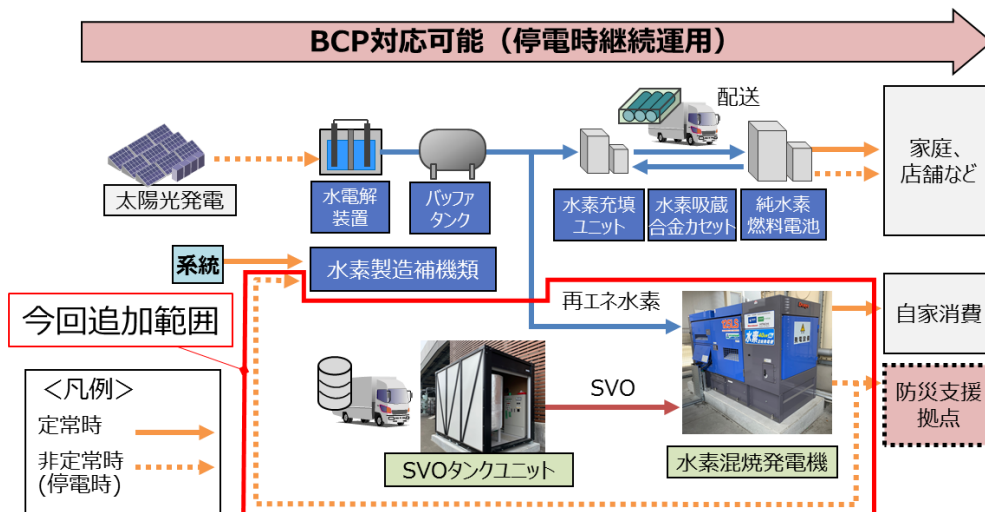 BCP対応可能（停電時継続運用）
配送
太陽光発電
水電解
装置
バッファ
タンク
水素充填
ユニット
水素吸蔵
合金カセット
純水素
燃料電池
家庭、
店舗など
系統
水素製造補機類
今回追加範囲
再エネ水素
自家消費
水素
＜凡例＞
定常時
非定常時
(停電時)
SVO
防災支援
拠点
SVOタンクユニット
水素混焼発電機